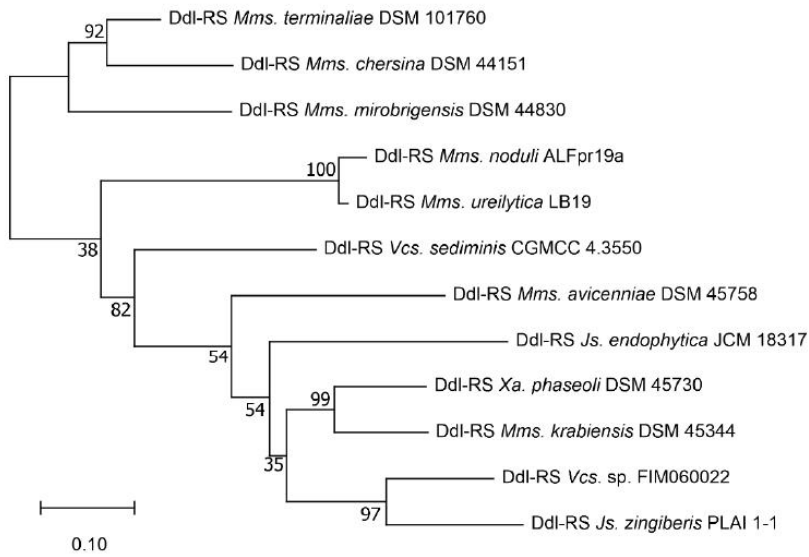 Ddl-RS Mms. terminaliae DSM 101760
92
Ddl-RS Mms. chersina DSM 44151
Ddl-RS Mms. mirobrigensis DSM 44830
Ddl-RS Mms. noduli ALFpr19a
100
Ddl-RS Mms. ureilytica LB19
38
Ddl-RS Vcs. sediminis CGMCC 4.3550
82
Ddl-RS Mms. avicenniae DSM 45758
54
Ddl-RS Js. endophytica JCM 18317
54
Ddl-RS Xa. phaseoli DSM 45730
99
Ddl-RS Mms. krabiensis DSM 45344
35
Ddl-RS Vcs. sp. FIM060022
97
Ddl-RS Js. zingiberis PLAI 1-1
0.10